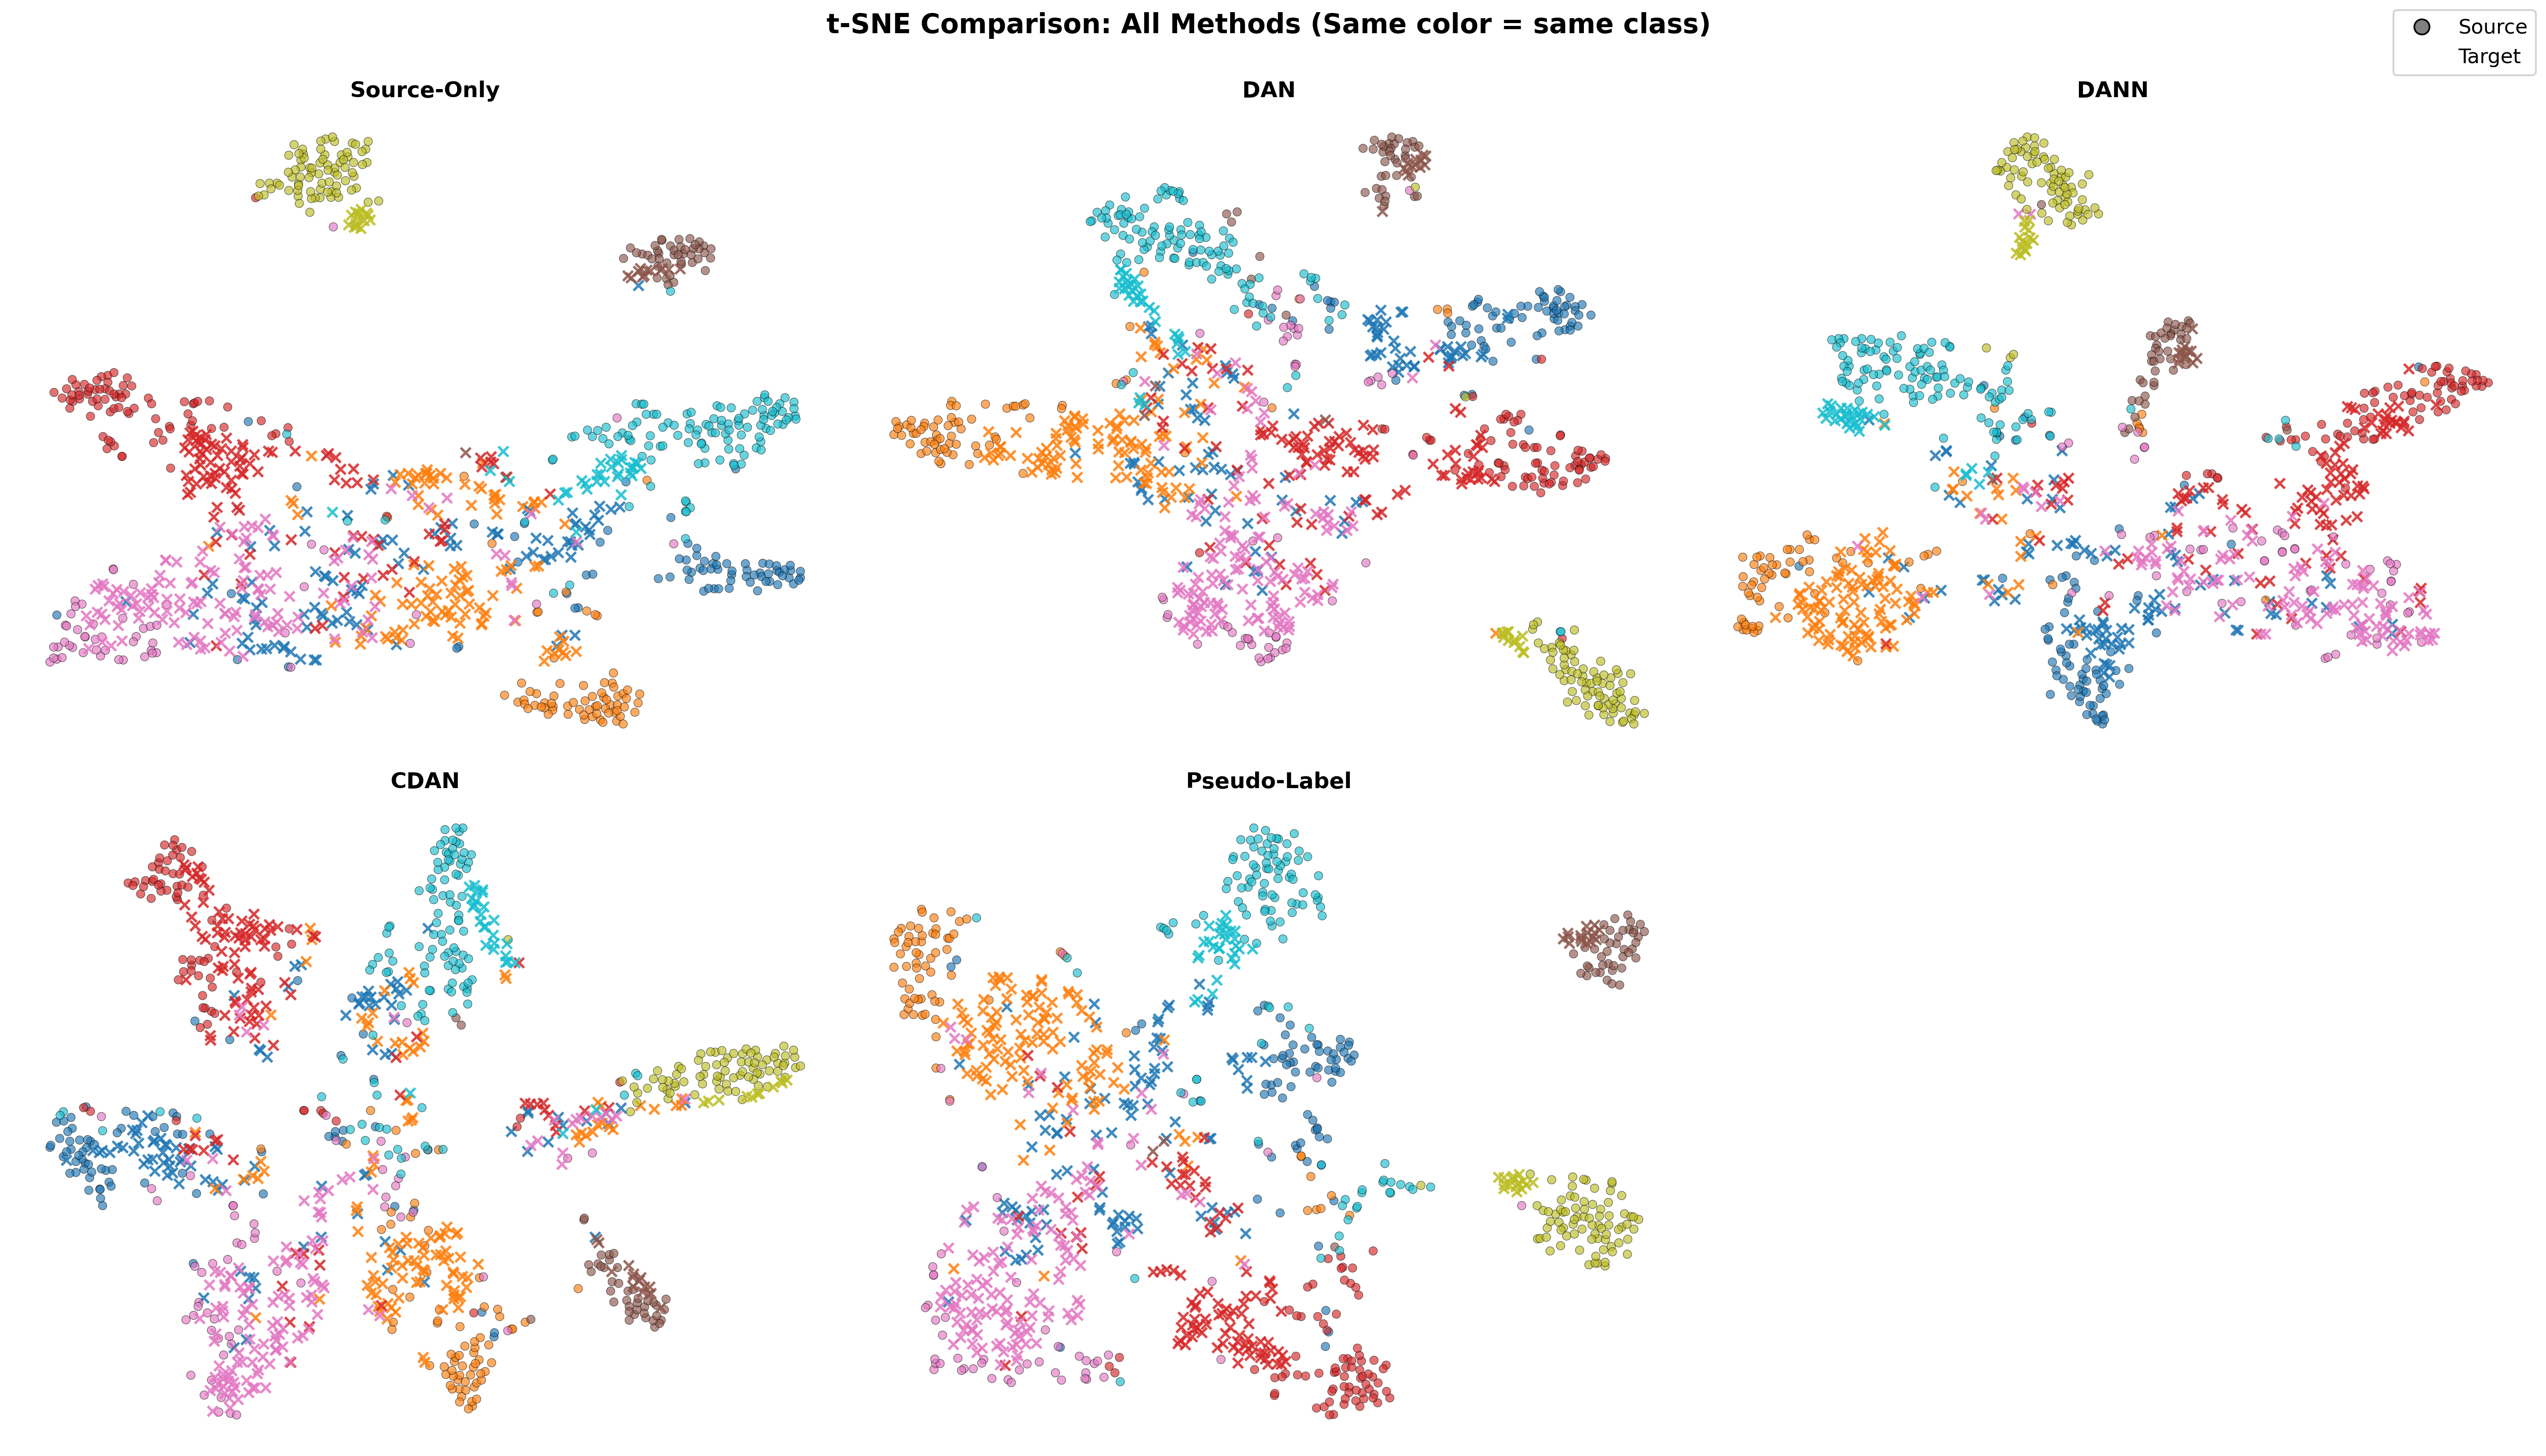 t-SNE Comparison: All Methods (Same color = same class)
Source
Target
Source-Only
DAN
DANN
CDAN
Pseudo-Label